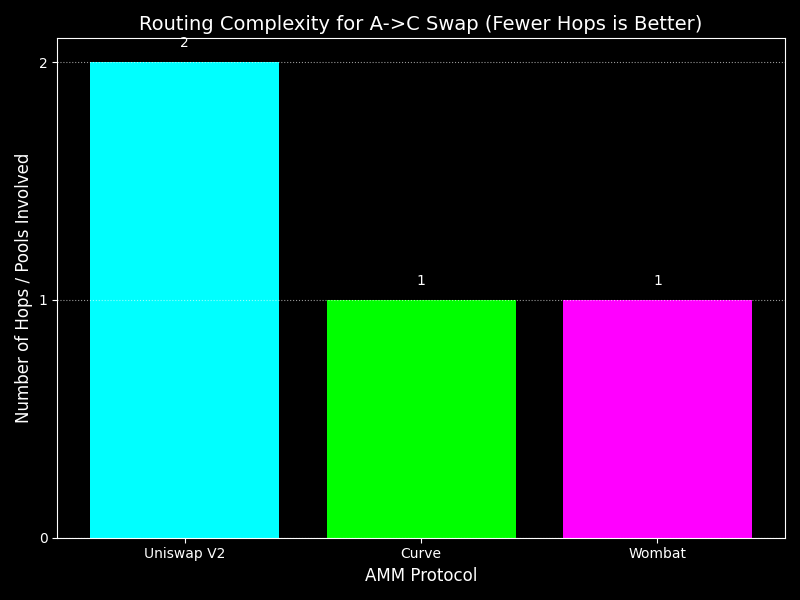 Routing Complexity for A->C Swap (Fewer Hops is Better)
Number of Hops / Pools Involved
2
1
0
2
1
1
Uniswap V2
Curve
Wombat
AMM Protocol